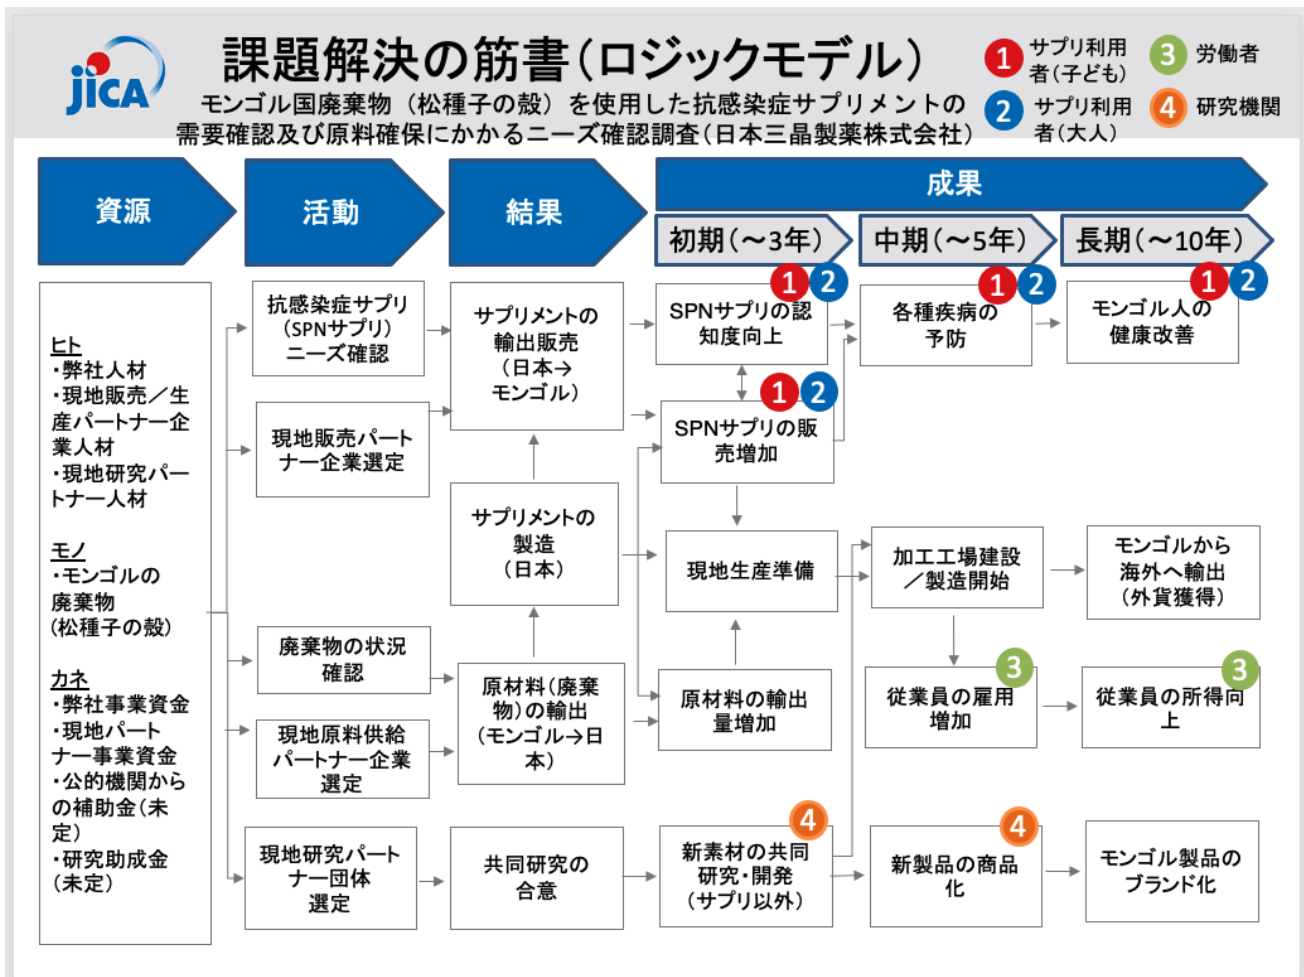 JICA
課題解決の筋書(ロジックモデル)
モンゴル国廃棄物（松種子の殻）を使用した抗感染症サプリメントの
需要確認及び原料確保にかかるニーズ確認調査(日本三晶製薬株式会社)
1 サプリ利用
者(子ども)
3 労働者
2 サプリ利用
者(大人)
4 研究機関
資源
活動
結果
成果
初期(～3年)
中期(～5年)
長期(～10年)
ヒト
・弊社人材
・現地販売／生
産パートナー企
業人材
・現地研究パー
トナー人材
モノ
・モンゴルの
廃棄物
(松種子の殻)
カネ
・弊社事業資金
・現地パート
ナー事業資金
・公的機関から
の補助金(未
定)
・研究助成金
(未定)
抗感染症サプリ
(SPNサプリ)
ニーズ確認
現地販売パート
ナー企業選定
廃棄物の状況
確認
現地原料供給
パートナー企業
選定
現地研究パート
ナー団体
選定
サプリメントの
輸出販売
(日本→
モンゴル)
サプリメントの
製造
(日本)
原材料(廃棄
物)の輸出
(モンゴル→日
本)
共同研究の
合意
1 2
SPNサプリの認
知度向上
1 2
SPNサプリの販
売増加
現地生産準備
原材料の輸出
量増加
4
新素材の共同
研究・開発
(サプリ以外)
1 2
各種疾病の
予防
加工工場建設
／製造開始
3
従業員の雇用
増加
4
新製品の商品
化
1 2
モンゴル人の
健康改善
モンゴルから
海外へ輸出
(外貨獲得)
3
従業員の所得向
上
モンゴル製品の
ブランド化